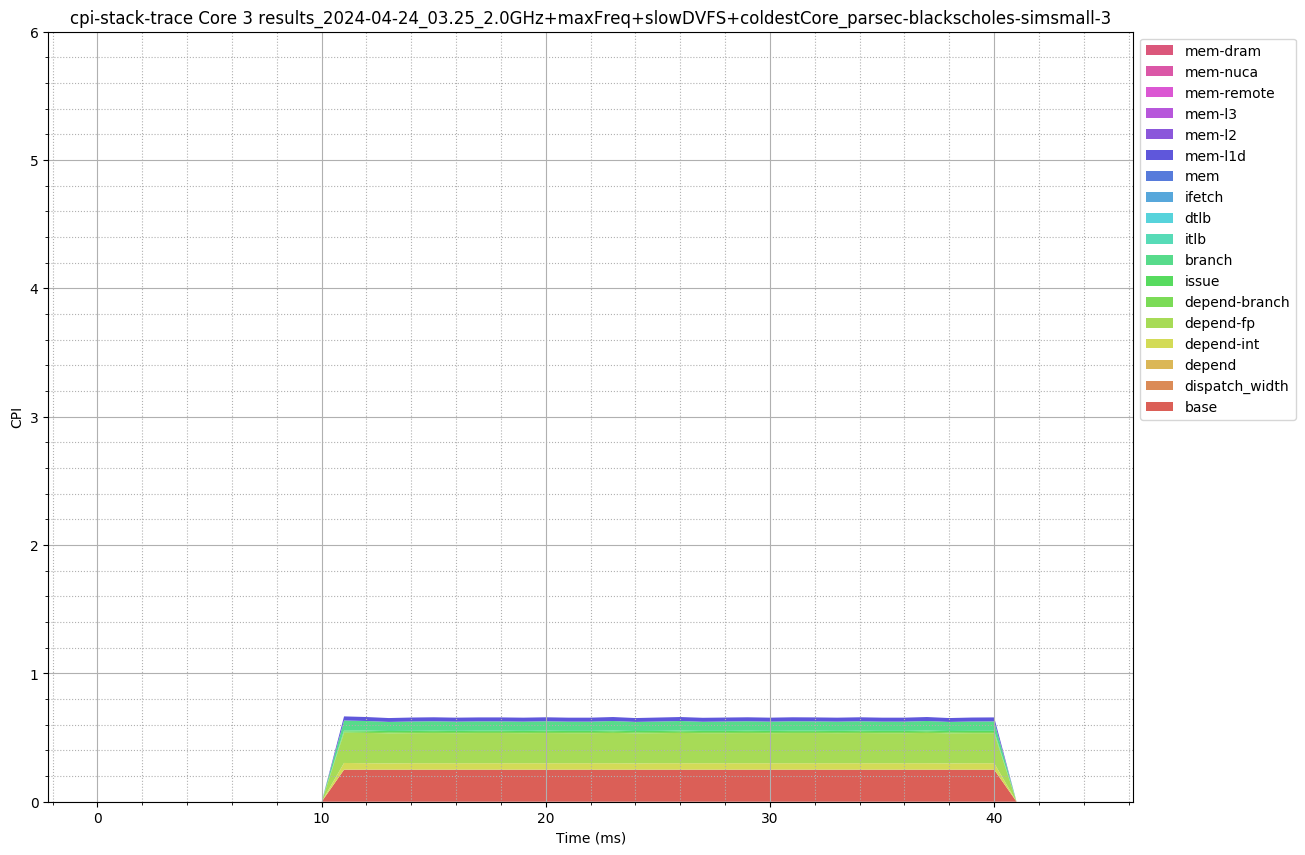 cpi-stack-trace Core 3 results_2024-04-24_03.25_2.0GHz+maxFreq+slowDVFS+coldestCore_parsec-blackscholes-simsmall-3
6
5
4
3
2
1
0
CPI
0
10
20
30
40
Time (ms)
mem-dram
mem-nuca
mem-remote
mem-l3
mem-l2
mem-l1d
mem
ifetch
dtlb
itlb
branch
issue
depend-branch
depend-fp
depend-int
depend
dispatch_width
base